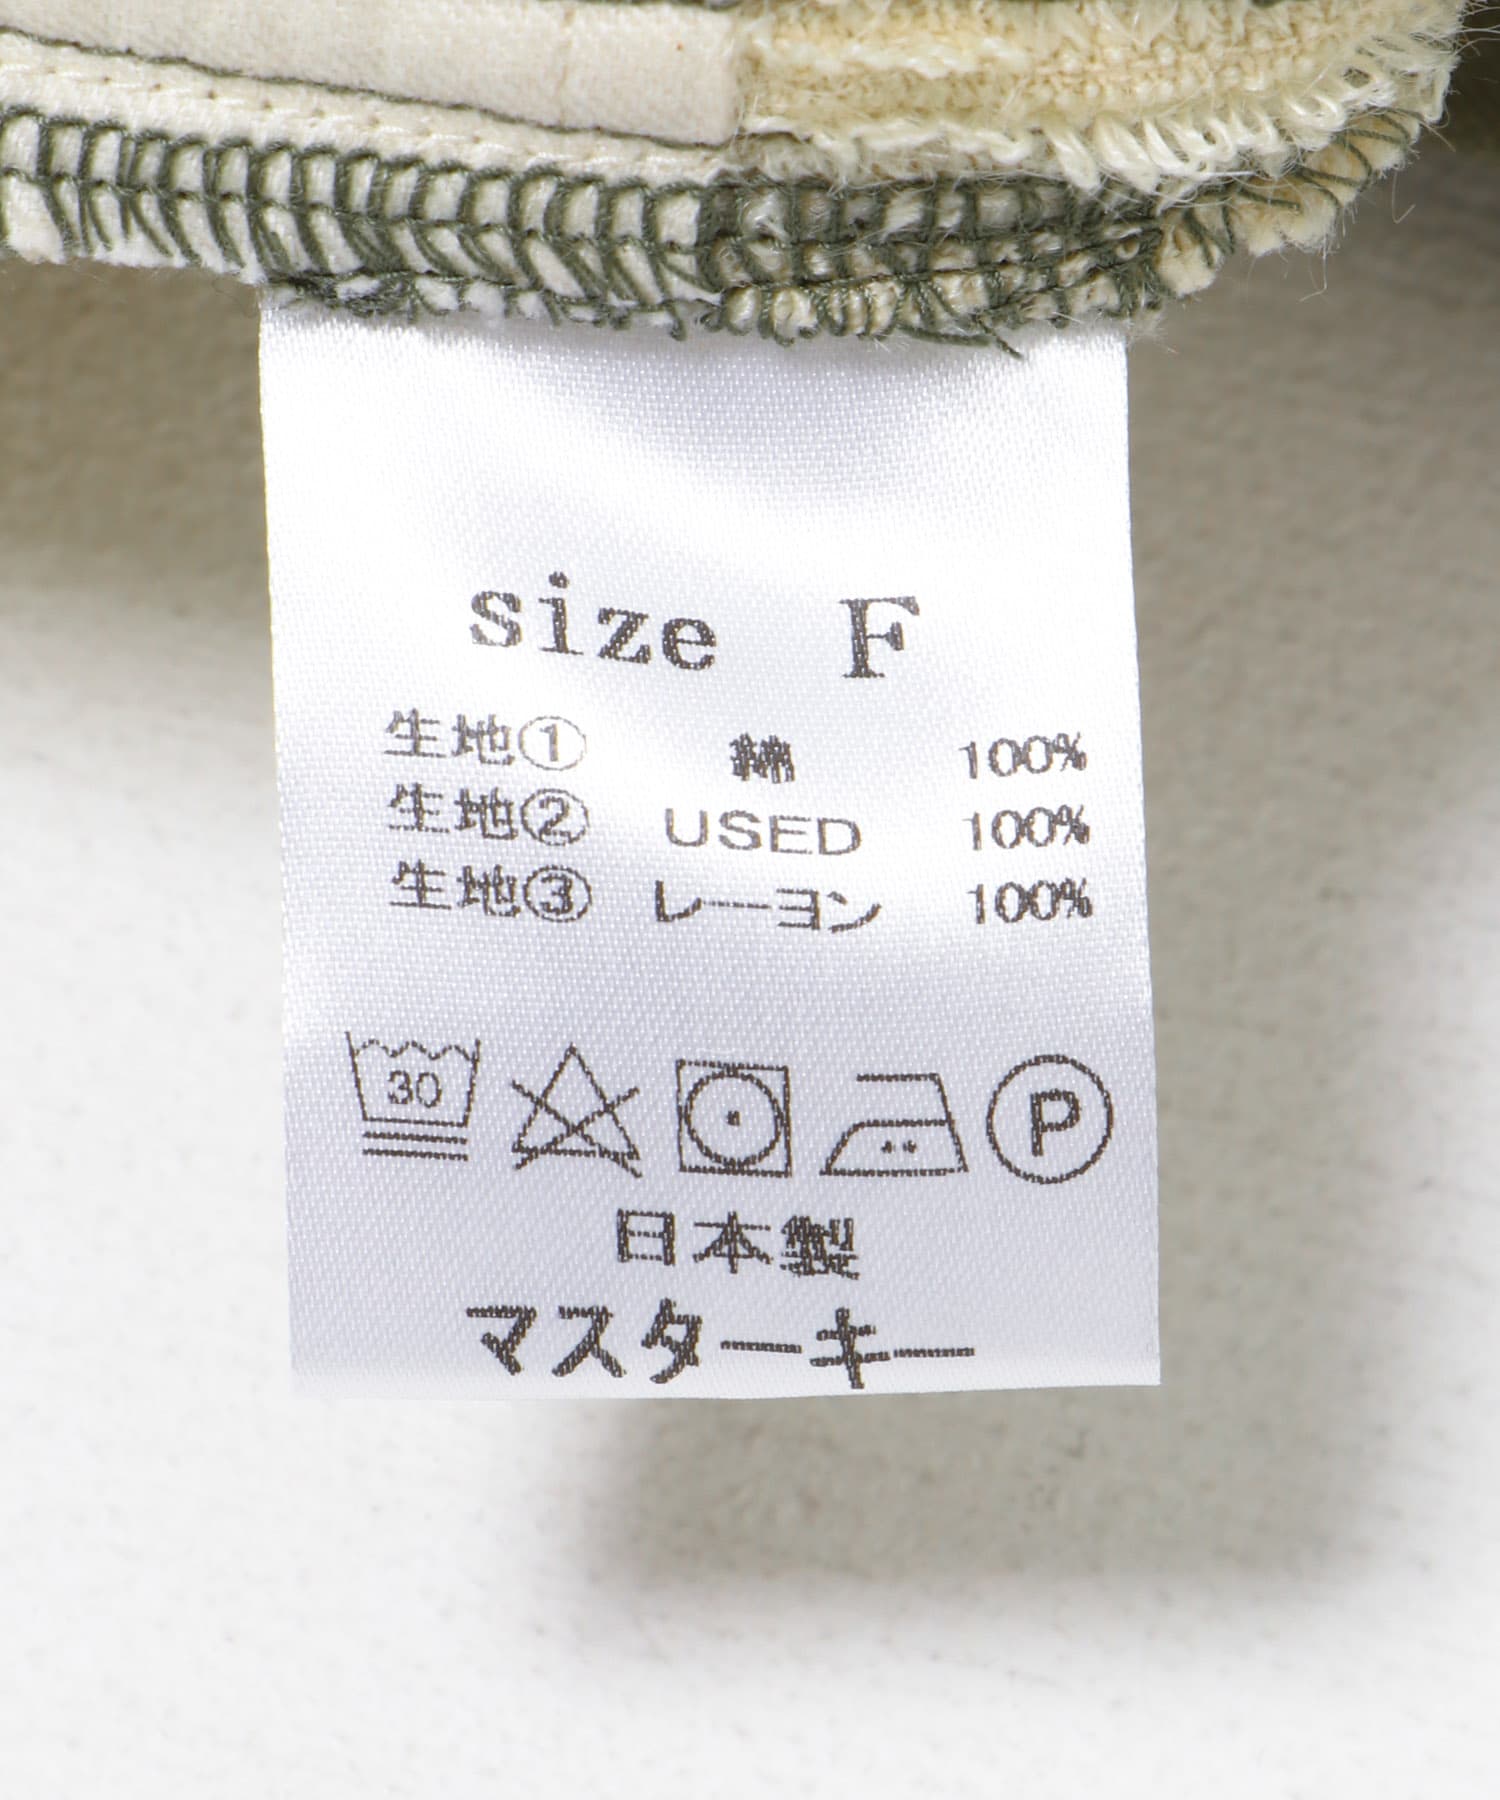 size F
生地① 綿 100%
生地② USED 100%
生地③ レーヨン 100%
30 P
日本製
マスターキー